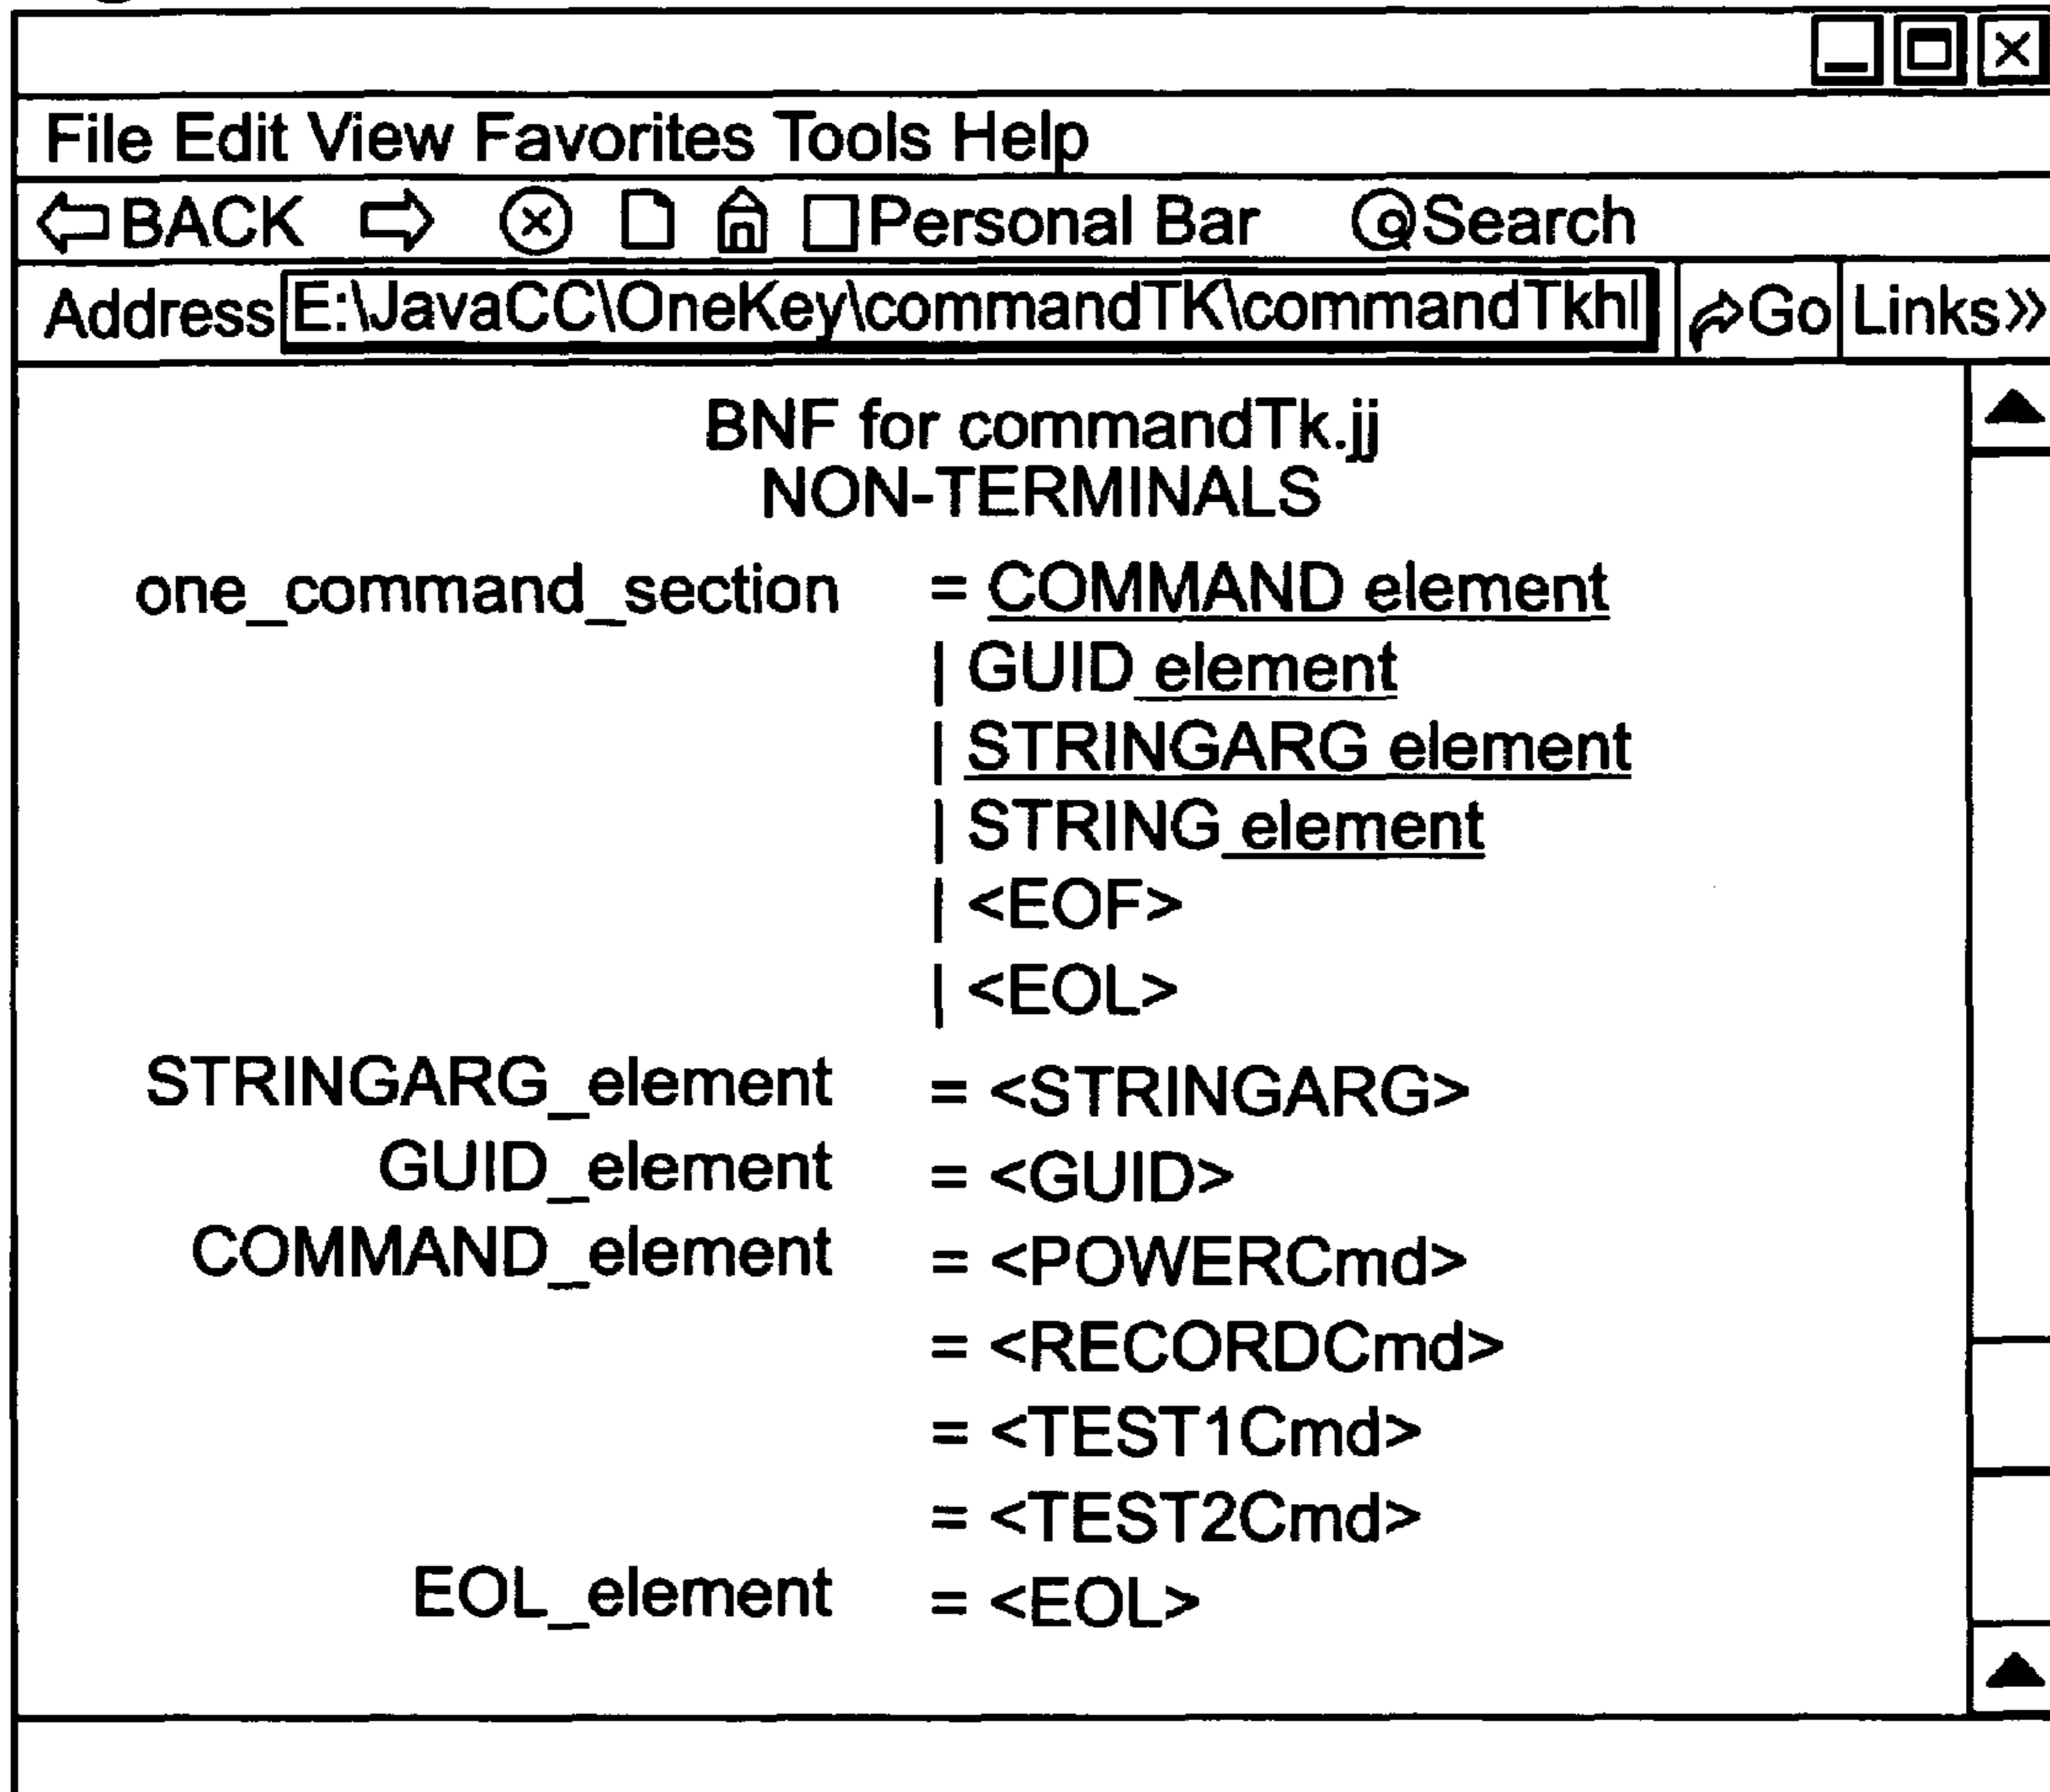 File Edit View Favorites Tools Help
BACK Personal Bar Search
Address E:\JavaCC\OneKey\commandTK\commandTkhl Go Links»
BNF for commandTk.jj
NON-TERMINALS
one_command_section = COMMAND element
| GUID element
| STRINGARG element
| STRING element
| <EOF>
| <EOL>
STRINGARG_element = <STRINGARG>
GUID_element = <GUID>
COMMAND_element = <POWERCmd>
= <RECORDCmd>
= <TEST1Cmd>
= <TEST2Cmd>
EOL_element = <EOL>